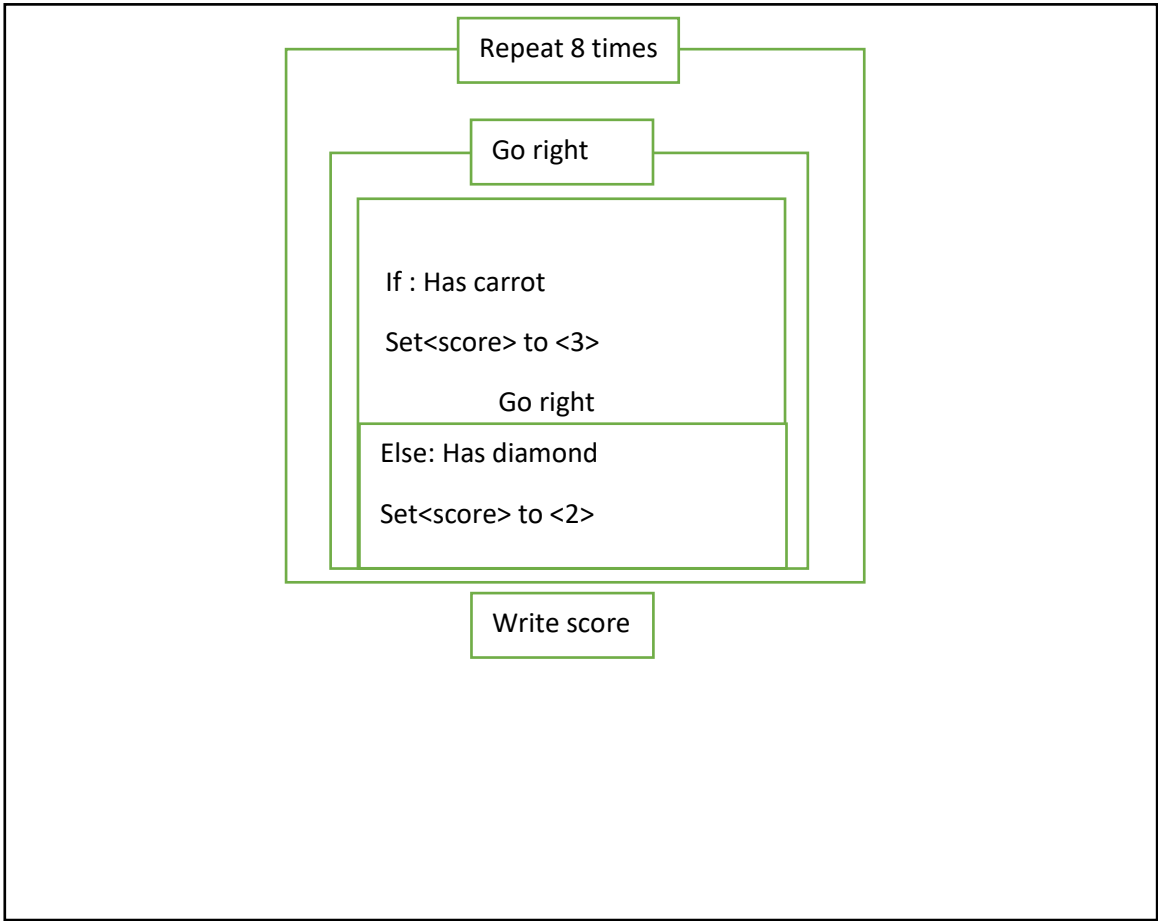 Repeat 8 times
Go right
If : Has carrot
Set<score> to <3>
Go right
Else: Has diamond
Set<score> to <2>
Write score